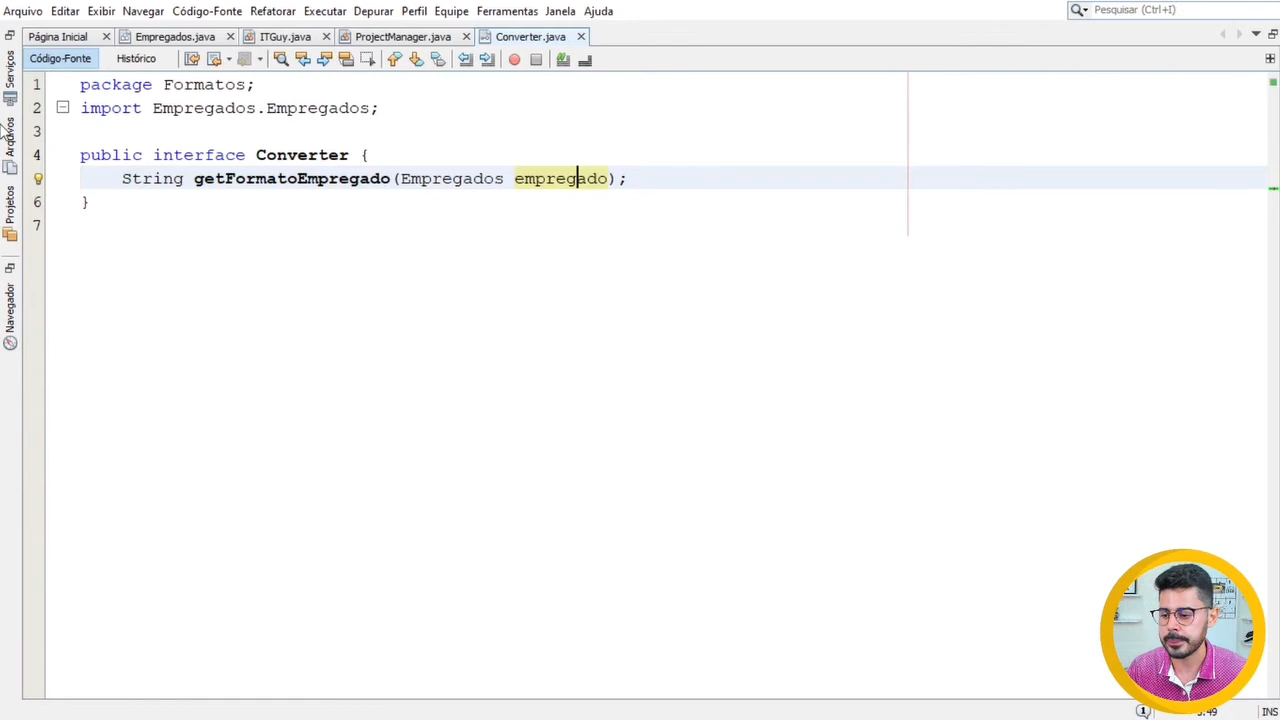 Arquivo Editar Exibir Navegar Código-Fonte Refatorar Executar Depurar Perfil Equipe Ferramentas Janela Ajuda
Pesquisar (Ctrl+I)
Página Inicial Empregados.java ITGuy.java ProjectManager.java Converter.java
Código-Fonte Histórico
Serviços
Arquivos
Projetos
Navegador
1 package Formatos;
2 import Empregados.Empregados;
3
4 public interface Converter {
String getFormatoEmpregado(Empregados empregado);
6 }
7
1
INS